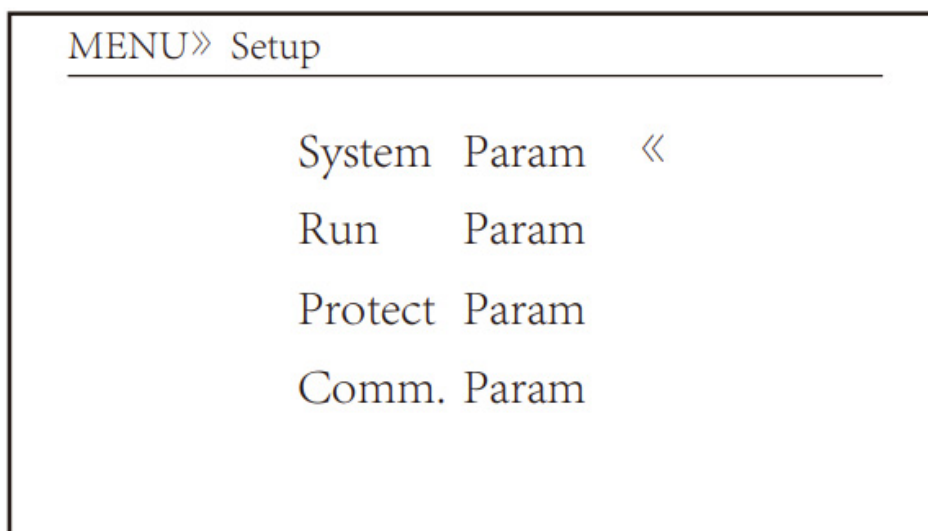 MENU» Setup
System Param «
Run Param
Protect Param
Comm. Param